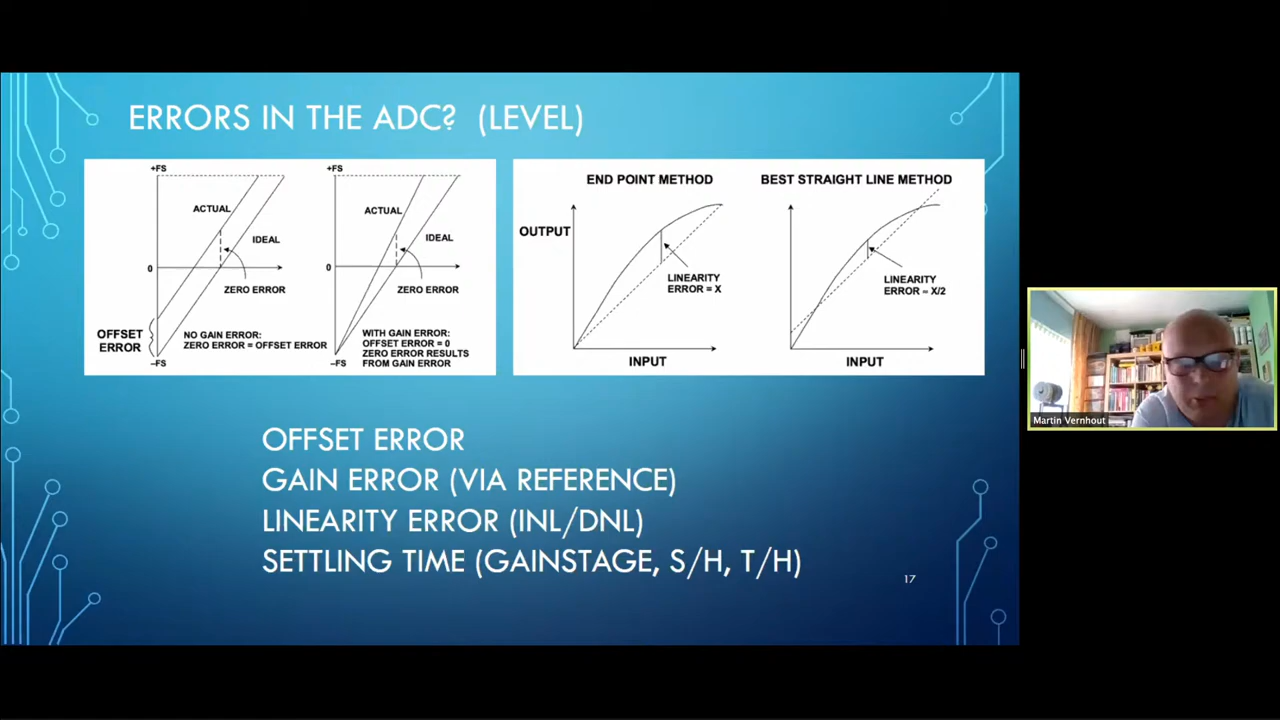 ERRORS IN THE ADC? (LEVEL)
+FS
ACTUAL
IDEAL
0
ZERO ERROR
OFFSET
ERROR
NO GAIN ERROR:
ZERO ERROR = OFFSET ERROR
–FS
+FS
ACTUAL
IDEAL
0
ZERO ERROR
WITH GAIN ERROR:
OFFSET ERROR = 0
ZERO ERROR RESULTS
FROM GAIN ERROR
–FS
END POINT METHOD
OUTPUT
LINEARITY
ERROR = X
INPUT
BEST STRAIGHT LINE METHOD
LINEARITY
ERROR = X/2
INPUT
OFFSET ERROR
GAIN ERROR (VIA REFERENCE)
LINEARITY ERROR (INL/DNL)
SETTLING TIME (GAINSTAGE, S/H, T/H)
17
Martin Vernhout